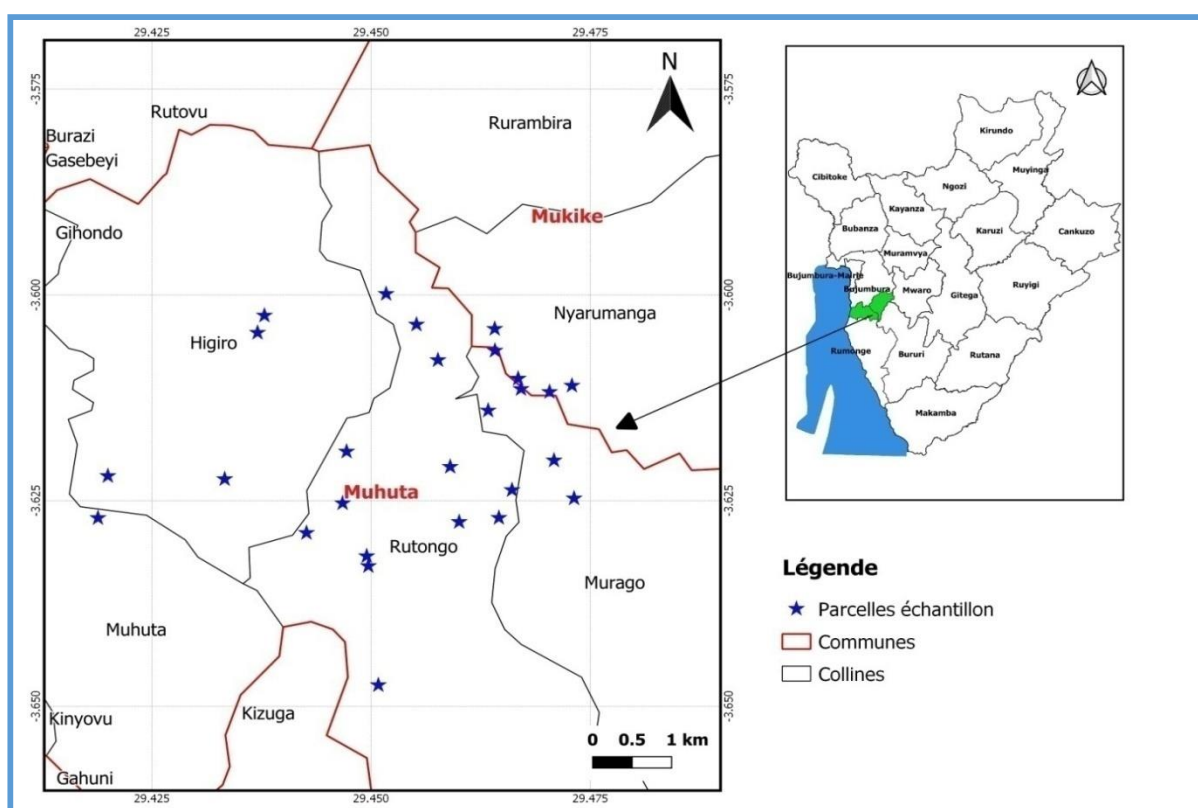 29.425 29.450 29.475
N
-3.575 -3.575
Rutovu
Rurambira
Burazi
Gasebeyi
Mukike
Gihondo
-3.600 -3.600
Nyarumanga
Higiro
Muhuta
-3.625 -3.625
Rutongo
Murago
Muhuta
-3.650 -3.650
Kizuga
Kinyovu
0 0.5 1 km
Gahuni
29.425 29.450 29.475
Kirundo
Muyinga
Cibitoke
Ngozi
Kayanza
Bubanza
Karuzi
Cankuzo
Muramvya
Bujumbura-Mairie
Bujumbura
Mwaro
Gitega
Ruyigi
Rumonge
Bururi
Rutana
Makamba
Légende
Parcelles échantillon
Communes
Collines